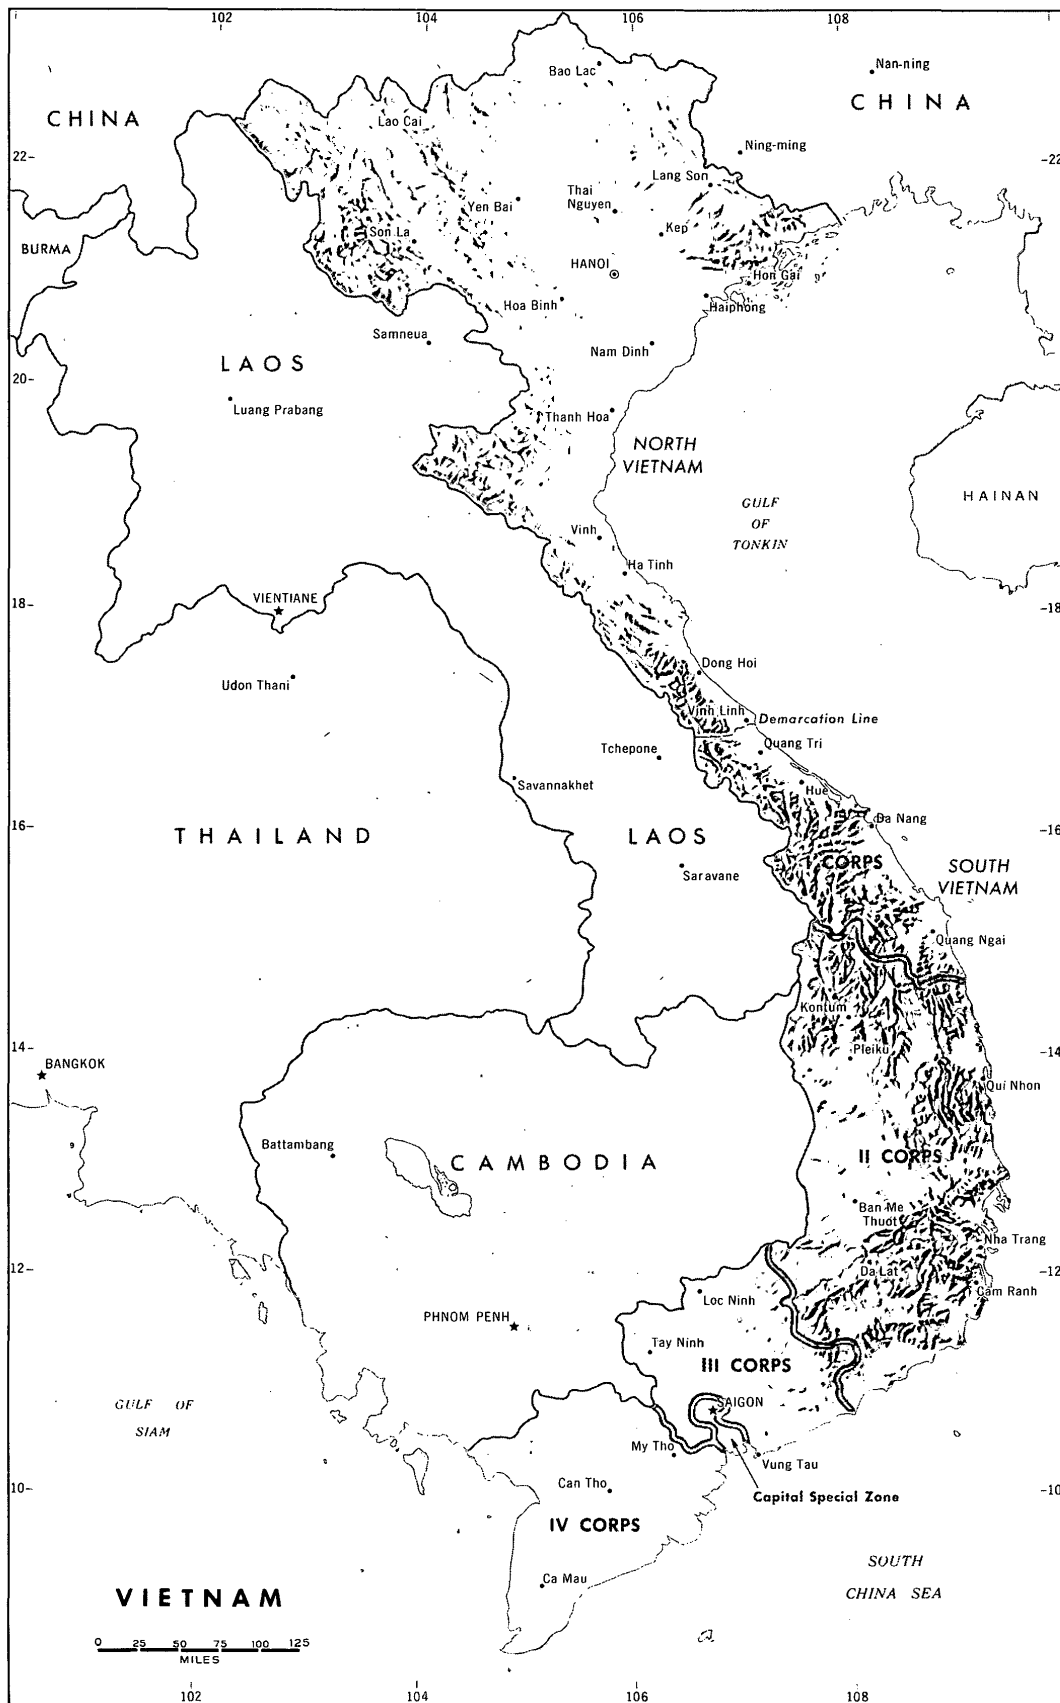 102
104
106
108
Bao Lac
Nan-ning
CHINA
CHINA
Lao Cai
22-
Ning-ming
-22
Lang Son
Thai
Nguyen
Yen Bai
Son La
Kep
BURMA
HANOI
Hon Gai
Hoa Binh
Haiphong
Samneua
Nam Dinh
LAOS
20-
Luang Prabang
Thanh Hoa
NORTH
VIETNAM
HAINAN
GULF
OF
TONKIN
Vinh
Ha Tinh
VIENTIANE
18-
-18
Dong Hoi
Udon Thani
Vinh Linh
Demarcation Line
Quang Tri
Tchepone
Savannakhet
Hue
Da Nang
16-
THAILAND
LAOS
-16
I CORPS
SOUTH
VIETNAM
Saravane
Quang Ngai
Kontum
14-
Pleiku
-14
BANGKOK
Qui Nhon
Battambang
CAMBODIA
II CORPS
Ban Me
Thuot
Nha Trang
12-
Da Lat
-12
Cam Ranh
Loc Ninh
PHNOM PENH
Tay Ninh
III CORPS
GULF OF
SIAM
SAIGON
My Tho
Vung Tau
Can Tho
10-
-10
Capital Special Zone
IV CORPS
SOUTH
CHINA SEA
Ca Mau
VIETNAM
0 25 50 75 100 125
MILES
102
104
106
108